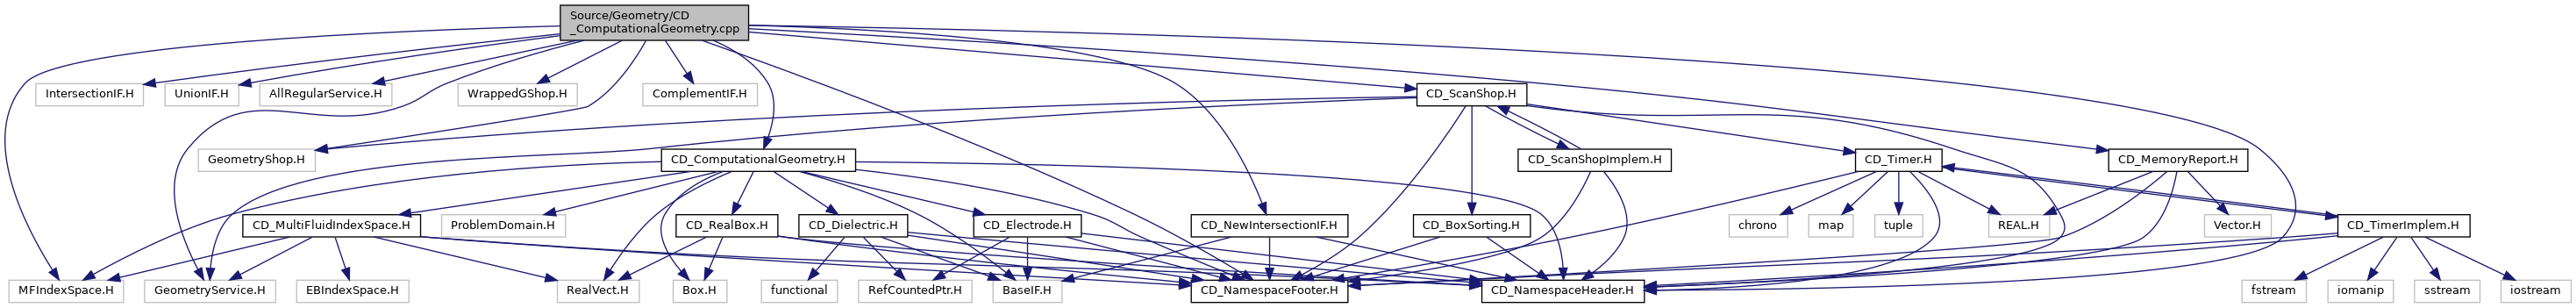 Source/Geometry/CD
_ComputationalGeometry.cpp
IntersectionIF.H
UnionIF.H
AllRegularService.H
WrappedGShop.H
ComplementIF.H
CD_ScanShop.H
GeometryShop.H
CD_ComputationalGeometry.H
CD_ScanShopImplem.H
CD_Timer.H
CD_MemoryReport.H
CD_MultiFluidIndexSpace.H
ProblemDomain.H
CD_RealBox.H
CD_Dielectric.H
CD_Electrode.H
CD_NewIntersectionIF.H
CD_BoxSorting.H
chrono
map
tuple
REAL.H
Vector.H
CD_TimerImplem.H
MFIndexSpace.H
GeometryService.H
EBIndexSpace.H
RealVect.H
Box.H
functional
RefCountedPtr.H
BaseIF.H
CD_NamespaceFooter.H
CD_NamespaceHeader.H
fstream
iomanip
sstream
iostream